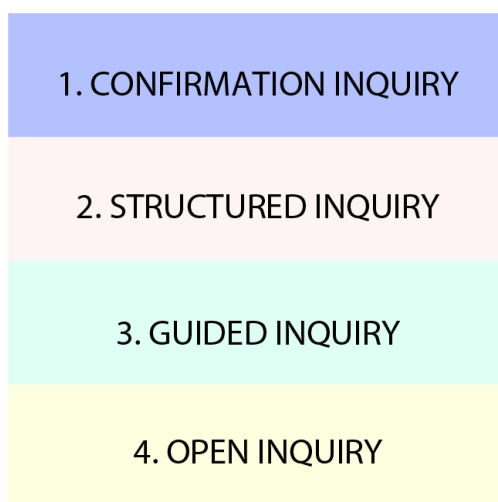 1. CONFIRMATION INQUIRY
2. STRUCTURED INQUIRY
3. GUIDED INQUIRY
4. OPEN INQUIRY